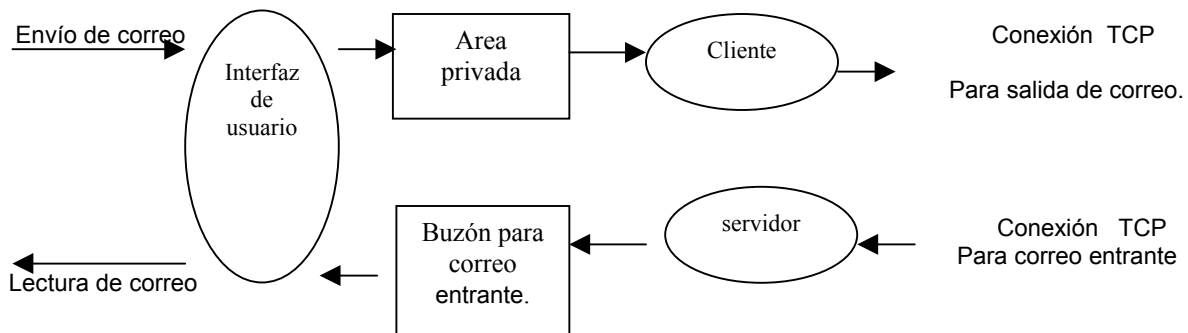 Envío de correo
Interfaz
de
usuario
Area
privada
Cliente
Conexión TCP
Para salida de correo.
Lectura de correo
Buzón para
correo
entrante.
servidor
Conexión TCP
Para correo entrante